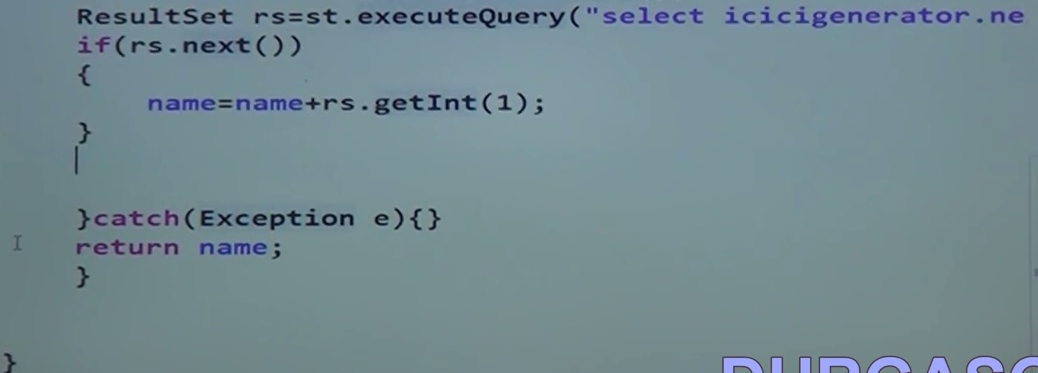 ResultSet rs=st.executeQuery("select icicigenerator.ne
if(rs.next())
{
name=name+rs.getInt(1);
}
}catch(Exception e){}
return name;
}
}